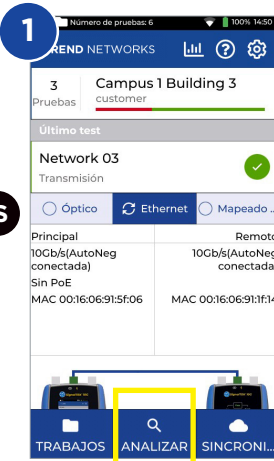 1
Número de pruebas: 6
100% 14:50
REND NETWORKS
3
Pruebas
Campus 1 Building 3
customer
Último test
Network 03
Transmisión
S
Óptico
Ethernet
Mapeado ..
Principal
Remoto
10Gb/s(AutoNeg
conectada)
10Gb/s(AutoNeg
conectada
Sin PoE
MAC 00:16:06:91:5f:06
MAC 00:16:06:91:1f:14
TRABAJOS
ANALIZAR
SINCRONI...